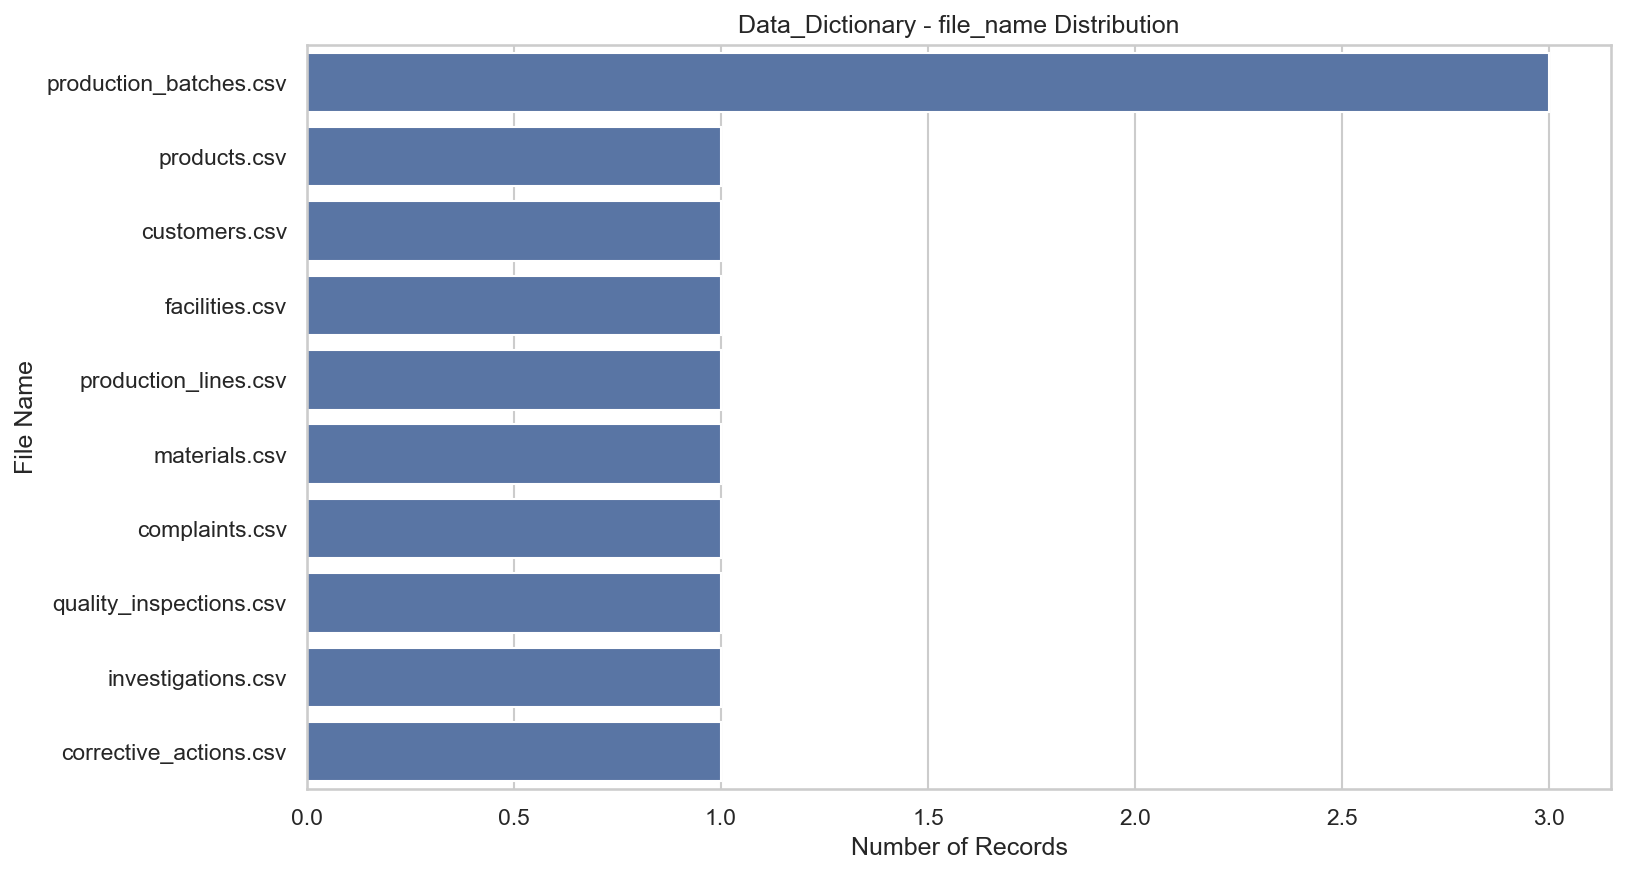 Data_Dictionary - file_name Distribution
production_batches.csv
products.csv
customers.csv
facilities.csv
production_lines.csv
materials.csv
complaints.csv
quality_inspections.csv
investigations.csv
corrective_actions.csv
File Name
0.0 0.5 1.0 1.5 2.0 2.5 3.0
Number of Records